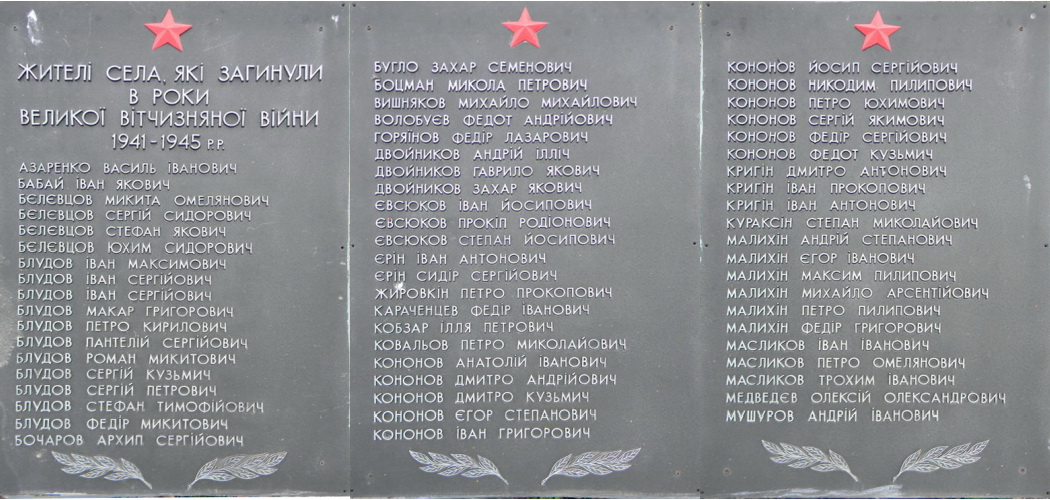 ЖИТЕЛІ СЕЛА, ЯКІ ЗАГИНУЛИ
В РОКИ
ВЕЛИКОЇ ВІТЧИЗНЯНОЇ ВІЙНИ
1941-1945 Р.Р.
АЗАРЕНКО ВАСИЛЬ ІВАНОВИЧ
БАБАЙ ІВАН ЯКОВИЧ
БЄЛЄВЦОВ МИКИТА ОМЕЛЯНОВИЧ
БЄЛЄВЦОВ СЕРГІЙ СИДОРОВИЧ
БЄЛЄВЦОВ СТЕФАН ЯКОВИЧ
БЄЛЄВЦОВ ЮХИМ СИДОРОВИЧ
БЛУДОВ ІВАН МАКСИМОВИЧ
БЛУДОВ ІВАН СЕРГІЙОВИЧ
БЛУДОВ ІВАН СЕРГІЙОВИЧ
БЛУДОВ МАКАР ГРИГОРОВИЧ
БЛУДОВ ПЕТРО КИРИЛОВИЧ
БЛУДОВ ПАНТЕЛІЙ СЕРГІЙОВИЧ
БЛУДОВ РОМАН МИКИТОВИЧ
БЛУДОВ СЕРГІЙ КУЗЬМИЧ
БЛУДОВ СЕРГІЙ ПЕТРОВИЧ
БЛУДОВ СТЕФАН ТИМОФІЙОВИЧ
БЛУДОВ ФЕДІР МИКИТОВИЧ
БОЧАРОВ АРХИП СЕРГІЙОВИЧ
БУГЛО ЗАХАР СЕМЕНОВИЧ
БОЦМАН МИКОЛА ПЕТРОВИЧ
ВИШНЯКОВ МИХАЙЛО МИХАЙЛОВИЧ
ВОЛОБУЄВ ФЕДОТ АНДРІЙОВИЧ
ГОРЯІНОВ ФЕДІР ЛАЗАРОВИЧ
ДВОЙНИКОВ АНДРІЙ ІЛЛІЧ
ДВОЙНИКОВ ГАВРИЛО ЯКОВИЧ
ДВОЙНИКОВ ЗАХАР ЯКОВИЧ
ЄВСЮКОВ ІВАН ЙОСИПОВИЧ
ЄВСЮКОВ ПРОКІП РОДІОНОВИЧ
ЄВСЮКОВ СТЕПАН ЙОСИПОВИЧ
ЄРІН ІВАН АНТОНОВИЧ
ЄРІН СИДІР СЕРГІЙОВИЧ
ЖИРОВКІН ПЕТРО ПРОКОПОВИЧ
КАРАЧЕНЦЕВ ФЕДІР ІВАНОВИЧ
КОБЗАР ІЛЛЯ ПЕТРОВИЧ
КОВАЛЬОВ ПЕТРО МИКОЛАЙОВИЧ
КОНОНОВ АНАТОЛІЙ ІВАНОВИЧ
КОНОНОВ ДМИТРО АНДРІЙОВИЧ
КОНОНОВ ДМИТРО КУЗЬМИЧ
КОНОНОВ ЄГОР СТЕПАНОВИЧ
КОНОНОВ ІВАН ГРИГОРОВИЧ
КОНОНОВ ЙОСИП СЕРГІЙОВИЧ
КОНОНОВ НИКОДИМ ПИЛИПОВИЧ
КОНОНОВ ПЕТРО ЮХИМОВИЧ
КОНОНОВ СЕРГІЙ ЯКИМОВИЧ
КОНОНОВ ФЕДІР СЕРГІЙОВИЧ
КОНОНОВ ФЕДОТ КУЗЬМИЧ
КРИГІН ДМИТРО АНТОНОВИЧ
КРИГІН ІВАН ПРОКОПОВИЧ
КРИГІН ІВАН АНТОНОВИЧ
КУРАКСІН СТЕПАН МИКОЛАЙОВИЧ
МАЛИХІН АНДРІЙ СТЕПАНОВИЧ
МАЛИХІН ЄГОР ІВАНОВИЧ
МАЛИХІН МАКСИМ ПИЛИПОВИЧ
МАЛИХІН МИХАЙЛО АРСЕНТІЙОВИЧ
МАЛИХІН ПЕТРО ПИЛИПОВИЧ
МАЛИХІН ФЕДІР ГРИГОРОВИЧ
МАСЛИКОВ ІВАН ІВАНОВИЧ
МАСЛИКОВ ПЕТРО ОМЕЛЯНОВИЧ
МАСЛИКОВ ТРОХИМ ІВАНОВИЧ
МЕДВЕДЄВ ОЛЕКСІЙ ОЛЕКСАНДРОВИЧ
МУШУРОВ АНДРІЙ ІВАНОВИЧ